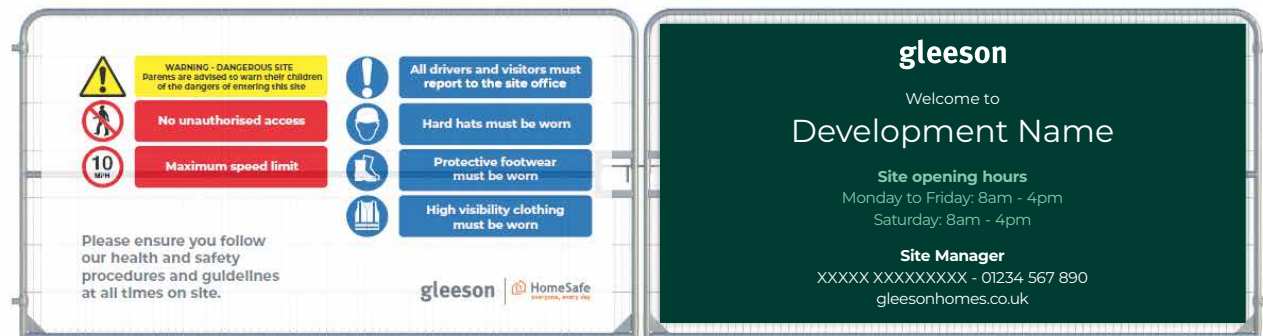 WARNING - DANGEROUS SITE
Parents are advised to warn their children
of the dangers of entering this site
No unauthorised access
10
MPH
Maximum speed limit
All drivers and visitors must
report to the site office
Hard hats must be worn
Protective footwear
must be worn
High visibility clothing
must be worn
Please ensure you follow
our health and safety
procedures and guidelines
at all times on site.
gleeson
HomeSafe
everyone, every day
gleeson
Welcome to
Development Name
Site opening hours
Monday to Friday: 8am - 4pm
Saturday: 8am - 4pm
Site Manager
XXXXX XXXXXXXXX - 01234 567 890
gleesonhomes.co.uk